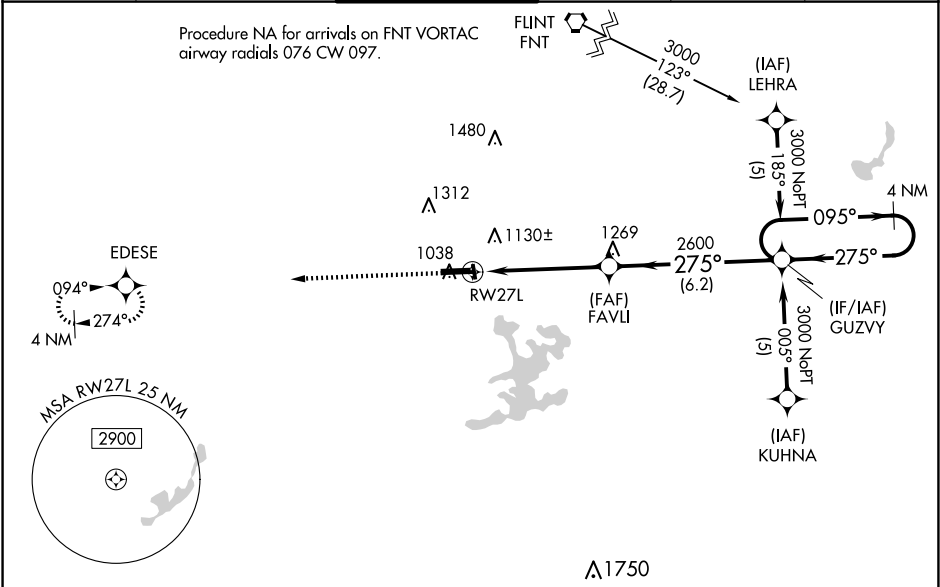 Procedure NA for arrivals on FNT VORTAC
airway radials 076 CW 097.
FLINT
FNT
3000
123°
(28.7)
(IAF)
LEHRA
3000 NoPT
185°
(5)
1480
4 NM
095°
1312
1130±
1269
2600
275°
(6.2)
275°
1038
RW27L
(FAF)
FAVLI
(IF/IAF)
GUZVY
EDESE
094°
274°
4 NM
3000 NoPT
005°
(5)
(IAF)
KUHNA
MSA RW27L 25 NM
2900
1750